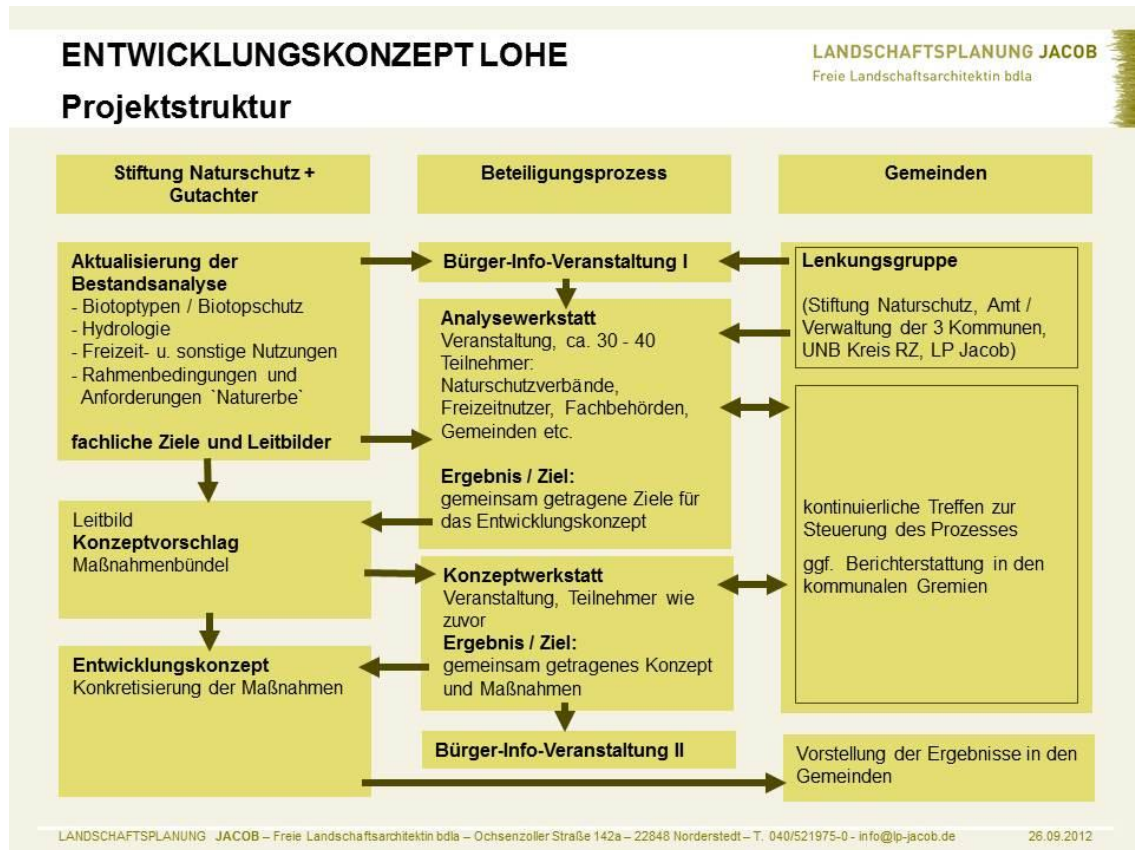 ENTWICKLUNGSKONZEPT LOHE
Projektstruktur
LANDSCHAFTSPLANUNG JACOB
Freie Landschaftsarchitektin bdla
Stiftung Naturschutz +
Gutachter
Beteiligungsprozess
Gemeinden
Aktualisierung der
Bestandsanalyse
- Biotoptypen / Biotopschutz
- Hydrologie
- Freizeit- u. sonstige Nutzungen
- Rahmenbedingungen und
Anforderungen `Naturerbe`
fachliche Ziele und Leitbilder
Leitbild
Konzeptvorschlag
Maßnahmenbündel
Entwicklungskonzept
Konkretisierung der Maßnahmen
Bürger-Info-Veranstaltung I
Analysewerkstatt
Veranstaltung, ca. 30 - 40
Teilnehmer:
Naturschutzverbände,
Freizeitnutzer, Fachbehörden,
Gemeinden etc.
Ergebnis / Ziel:
gemeinsam getragene Ziele für
das Entwicklungskonzept
Konzeptwerkstatt
Veranstaltung, Teilnehmer wie
zuvor
Ergebnis / Ziel:
gemeinsam getragenes Konzept
und Maßnahmen
Bürger-Info-Veranstaltung II
Lenkungsgruppe
(Stiftung Naturschutz, Amt /
Verwaltung der 3 Kommunen,
UNB Kreis RZ, LP Jacob)
kontinuierliche Treffen zur
Steuerung des Prozesses
ggf. Berichterstattung in den
kommunalen Gremien
Vorstellung der Ergebnisse in den
Gemeinden
LANDSCHAFTSPLANUNG JACOB – Freie Landschaftsarchitektin bdla – Ochsenzoller Straße 142a – 22848 Norderstedt – T. 040/521975-0 - info@lp-jacob.de 26.09.2012